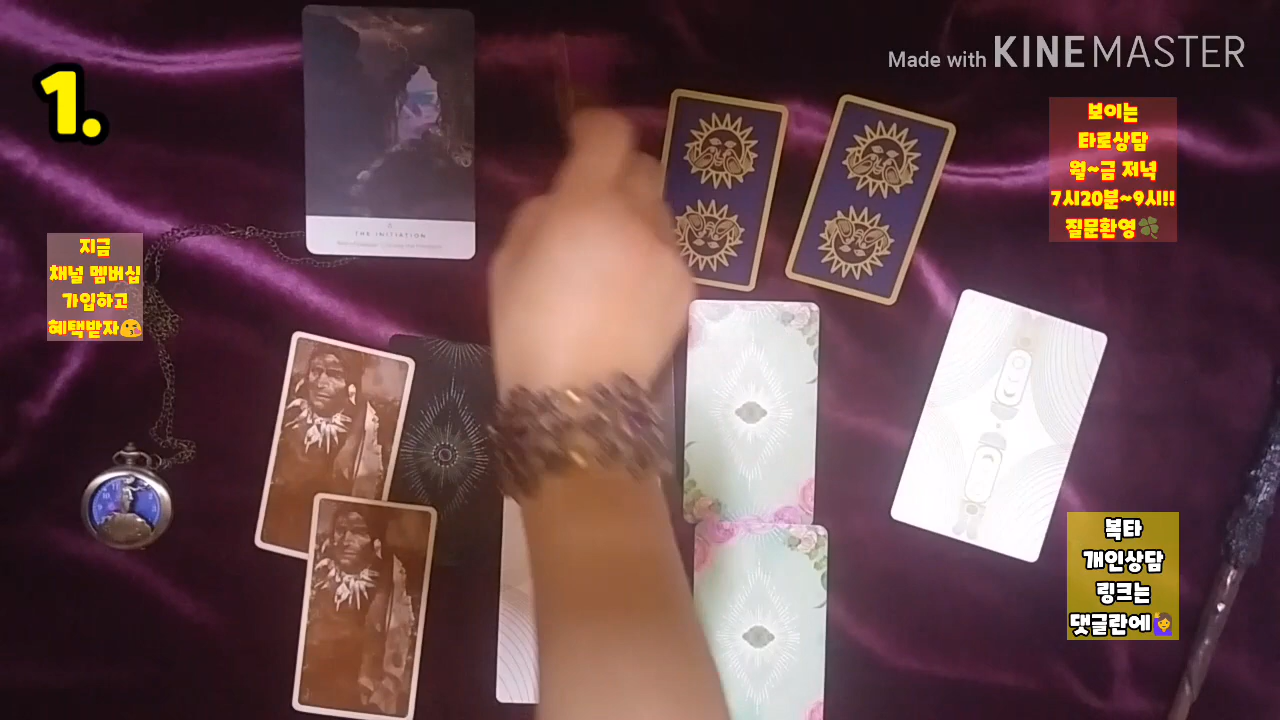 Made with KINEMASTER
1.
보이는
타로상담
월~금 저녁
7시20분~9시!!
질문환영🍀
지금
채널 멤버십
가입하고
혜택받자😘
THE INITIATION
복타
개인상담
링크는
댓글란에🙋‍♀️